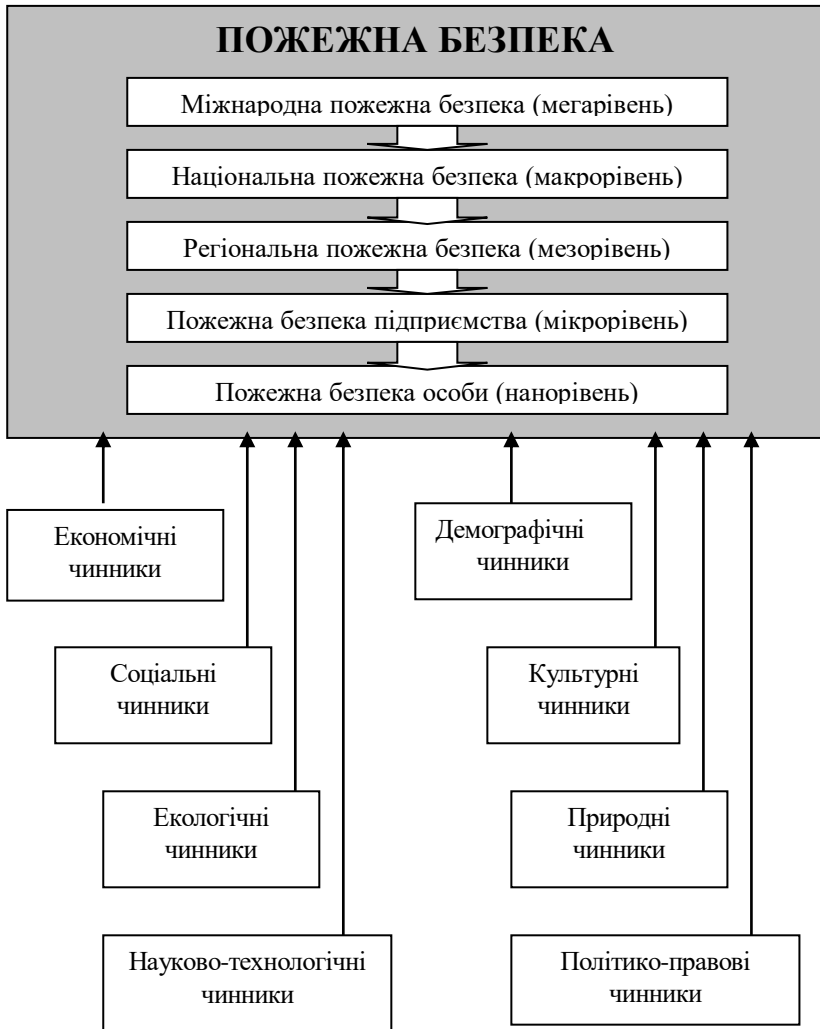 ПОЖЕЖНА БЕЗПЕКА
Міжнародна пожежна безпека (мегарівень)
Національна пожежна безпека (макрорівень)
Регіональна пожежна безпека (мезорівень)
Пожежна безпека підприємства (мікрорівень)
Пожежна безпека особи (нанорівень)
Економічні
чинники
Демографічні
чинники
Соціальні
чинники
Культурні
чинники
Екологічні
чинники
Природні
чинники
Науково-технологічні
чинники
Політико-правові
чинники